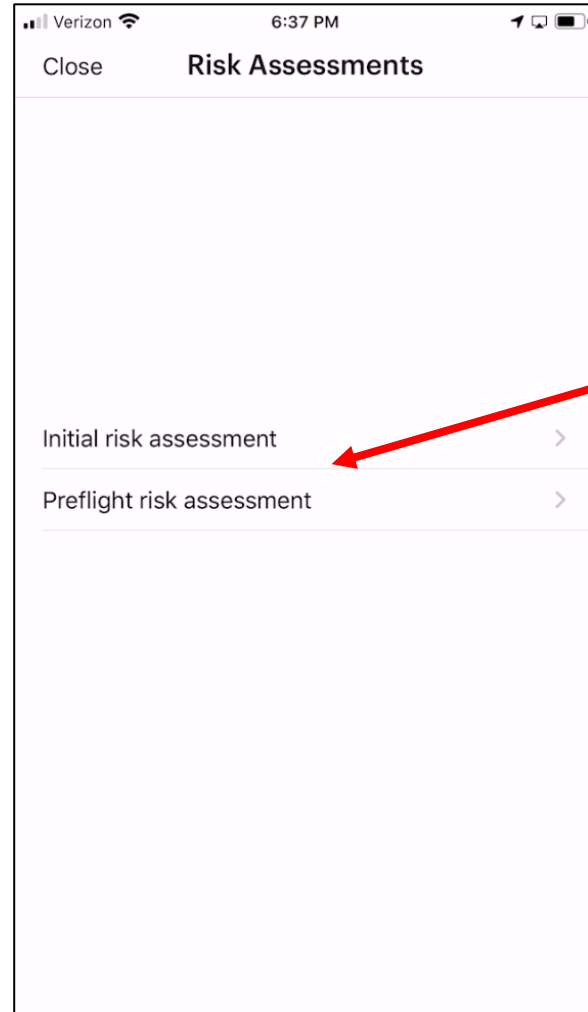 Verizon 6:37 PM
Close Risk Assessments
Initial risk assessment
Preflight risk assessment